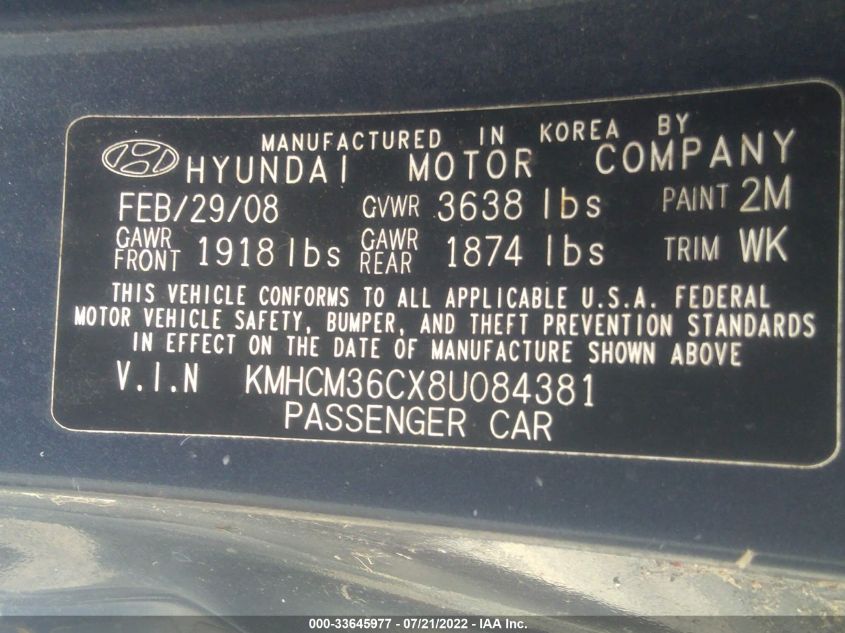 MANUFACTURED IN KOREA BY
HYUNDAI MOTOR COMPANY
FEB/29/08 GVWR 3638 lbs PAINT 2M
GAWR FRONT 1918 lbs GAWR REAR 1874 lbs TRIM WK
THIS VEHICLE CONFORMS TO ALL APPLICABLE U.S.A. FEDERAL
MOTOR VEHICLE SAFETY, BUMPER, AND THEFT PREVENTION STANDARDS
IN EFFECT ON THE DATE OF MANUFACTURE SHOWN ABOVE
V.I.N KMHCM36CX8U084381
PASSENGER CAR
000-33645977 - 07/21/2022 - IAA Inc.